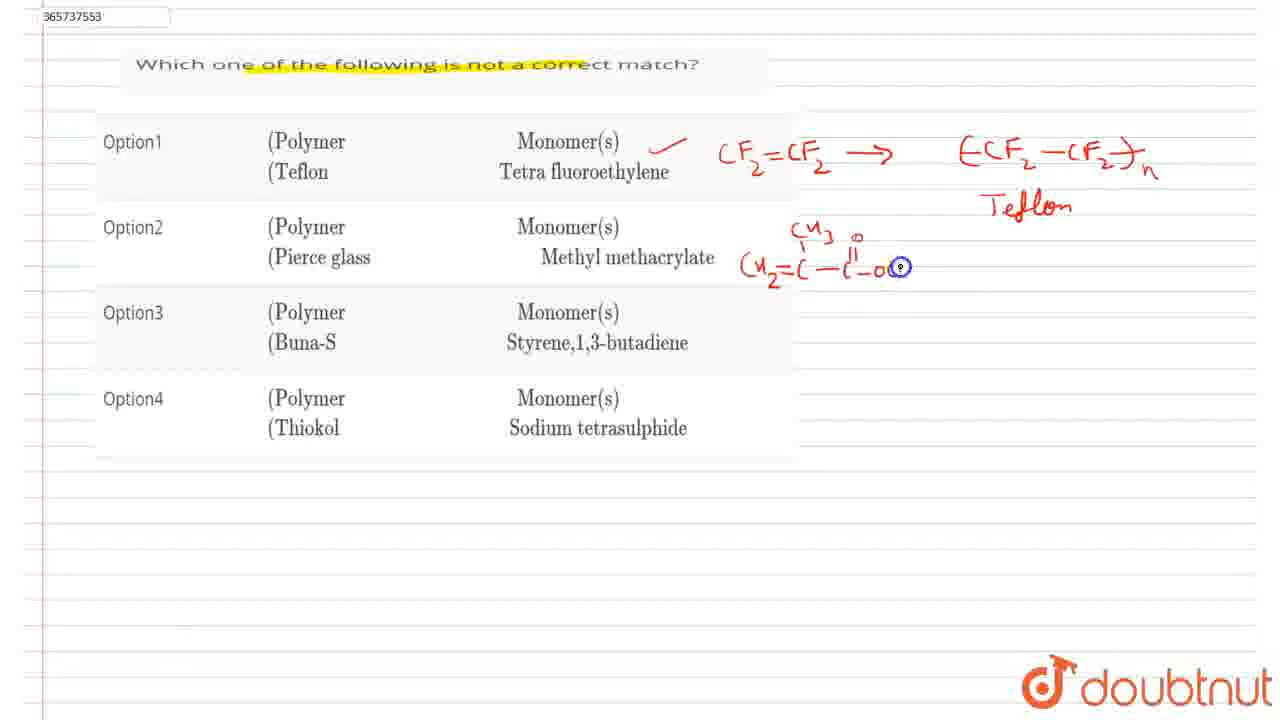 365737553
Which one of the following is not a correct match?
Option1 (Polymer Monomer(s)
(Teflon Tetra fluoroethylene
CF2=CF2 → (CF2—CF2)n
Teflon
Option2 (Polymer Monomer(s)
(Pierce glass Methyl methacrylate
CH3 O
CH2=C—C—O
Option3 (Polymer Monomer(s)
(Buna-S Styrene,1,3-butadiene
Option4 (Polymer Monomer(s)
(Thiokol Sodium tetrasulphide
doubtnut